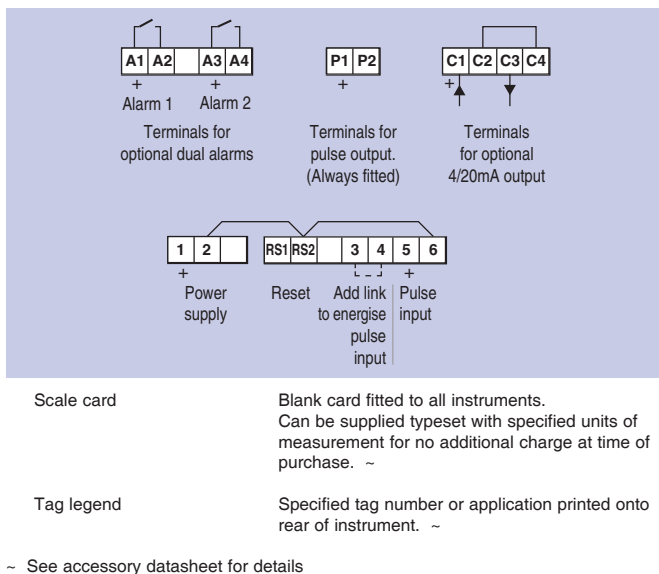 A1 A2 A3 A4
+ +
Alarm 1 Alarm 2
Terminals for
optional dual alarms
P1 P2
+
Terminals for
pulse output.
(Always fitted)
C1 C2 C3 C4
+
Terminals
for optional
4/20mA output
1 2
+
Power
supply
RS1 RS2 3 4 5 6
Reset
Add link
to energise
pulse
input
+
Pulse
input
Scale card
Blank card fitted to all instruments.
Can be supplied typeset with specified units of
measurement for no additional charge at time of
purchase. ~
Tag legend
Specified tag number or application printed onto
rear of instrument. ~
~ See accessory datasheet for details